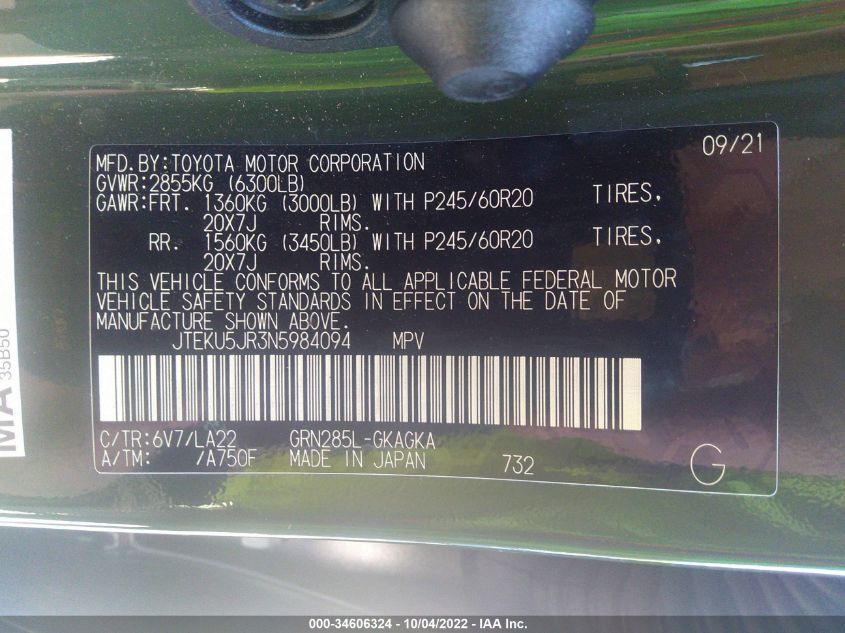 09/21
MFD.BY:TOYOTA MOTOR CORPORATION
GVWR:2855KG (6300LB)
GAWR:FRT. 1360KG (3000LB) WITH P245/60R20 TIRES,
20X7J RIMS.
RR. 1560KG (3450LB) WITH P245/60R20 TIRES,
20X7J RIMS.
THIS VEHICLE CONFORMS TO ALL APPLICABLE FEDERAL MOTOR
VEHICLE SAFETY STANDARDS IN EFFECT ON THE DATE OF
MANUFACTURE SHOWN ABOVE.
JTEKU5JR3N5984094 MPV
C/TR:6V7/LA22 GRN285L-GKAGKA
A/TM: /A750F MADE IN JAPAN 732 G
MA
35B50
000-34606324 - 10/04/2022 - IAA Inc.